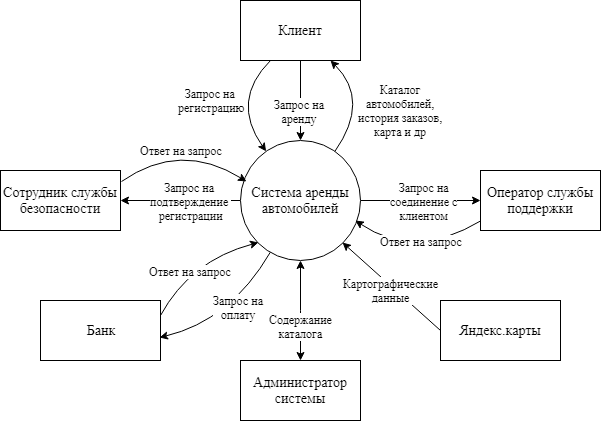 Клиент
Запрос на
регистрацию
Запрос на
аренду
Каталог
автомобилей,
история заказов,
карта и др
Ответ на запрос
Сотрудник службы
безопасности
Запрос на
подтверждение
регистрации
Система аренды
автомобилей
Запрос на
соединение с
клиентом
Оператор службы
поддержки
Ответ на запрос
Ответ на запрос
Запрос на
оплату
Картографические
данные
Банк
Содержание
каталога
Яндекс.карты
Администратор
системы